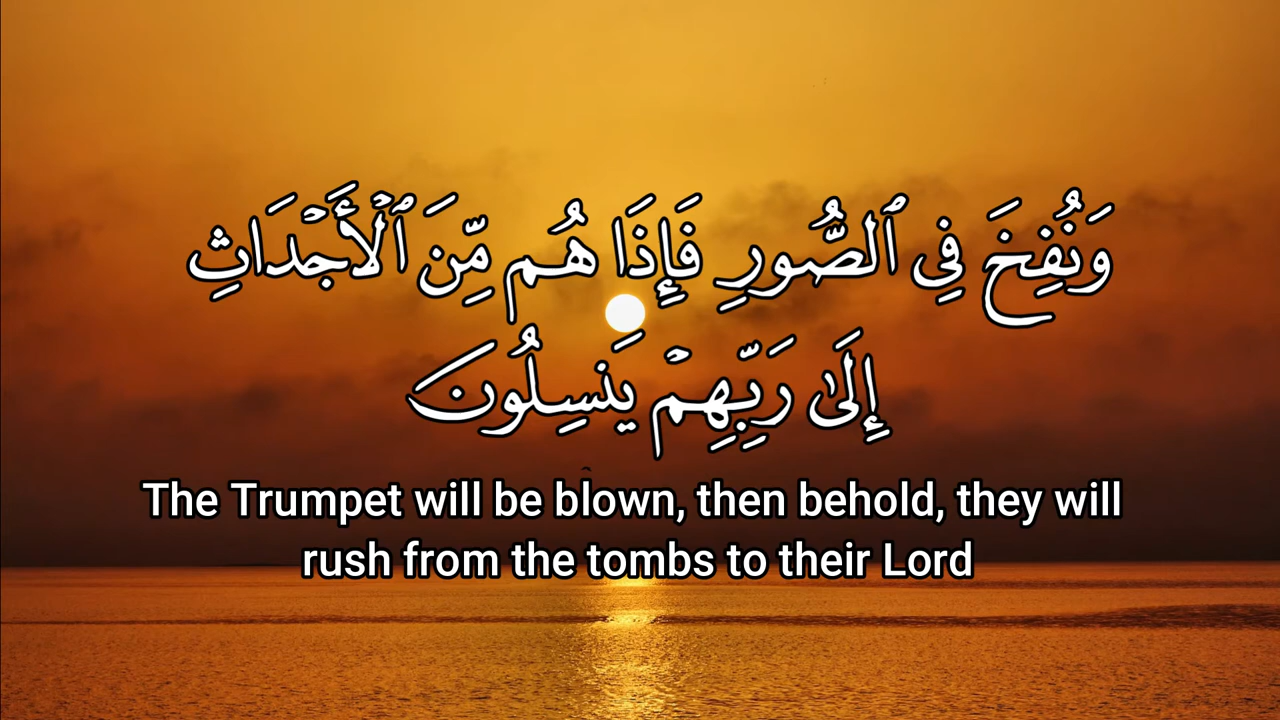 وَنُفِخَ فِى ٱلصُّورِ فَإِذَا هُم مِّنَ ٱلْأَجْدَاثِ
إِلَىٰ رَبِّهِمْ يَنسِلُونَ
The Trumpet will be blown, then behold, they will
rush from the tombs to their Lord